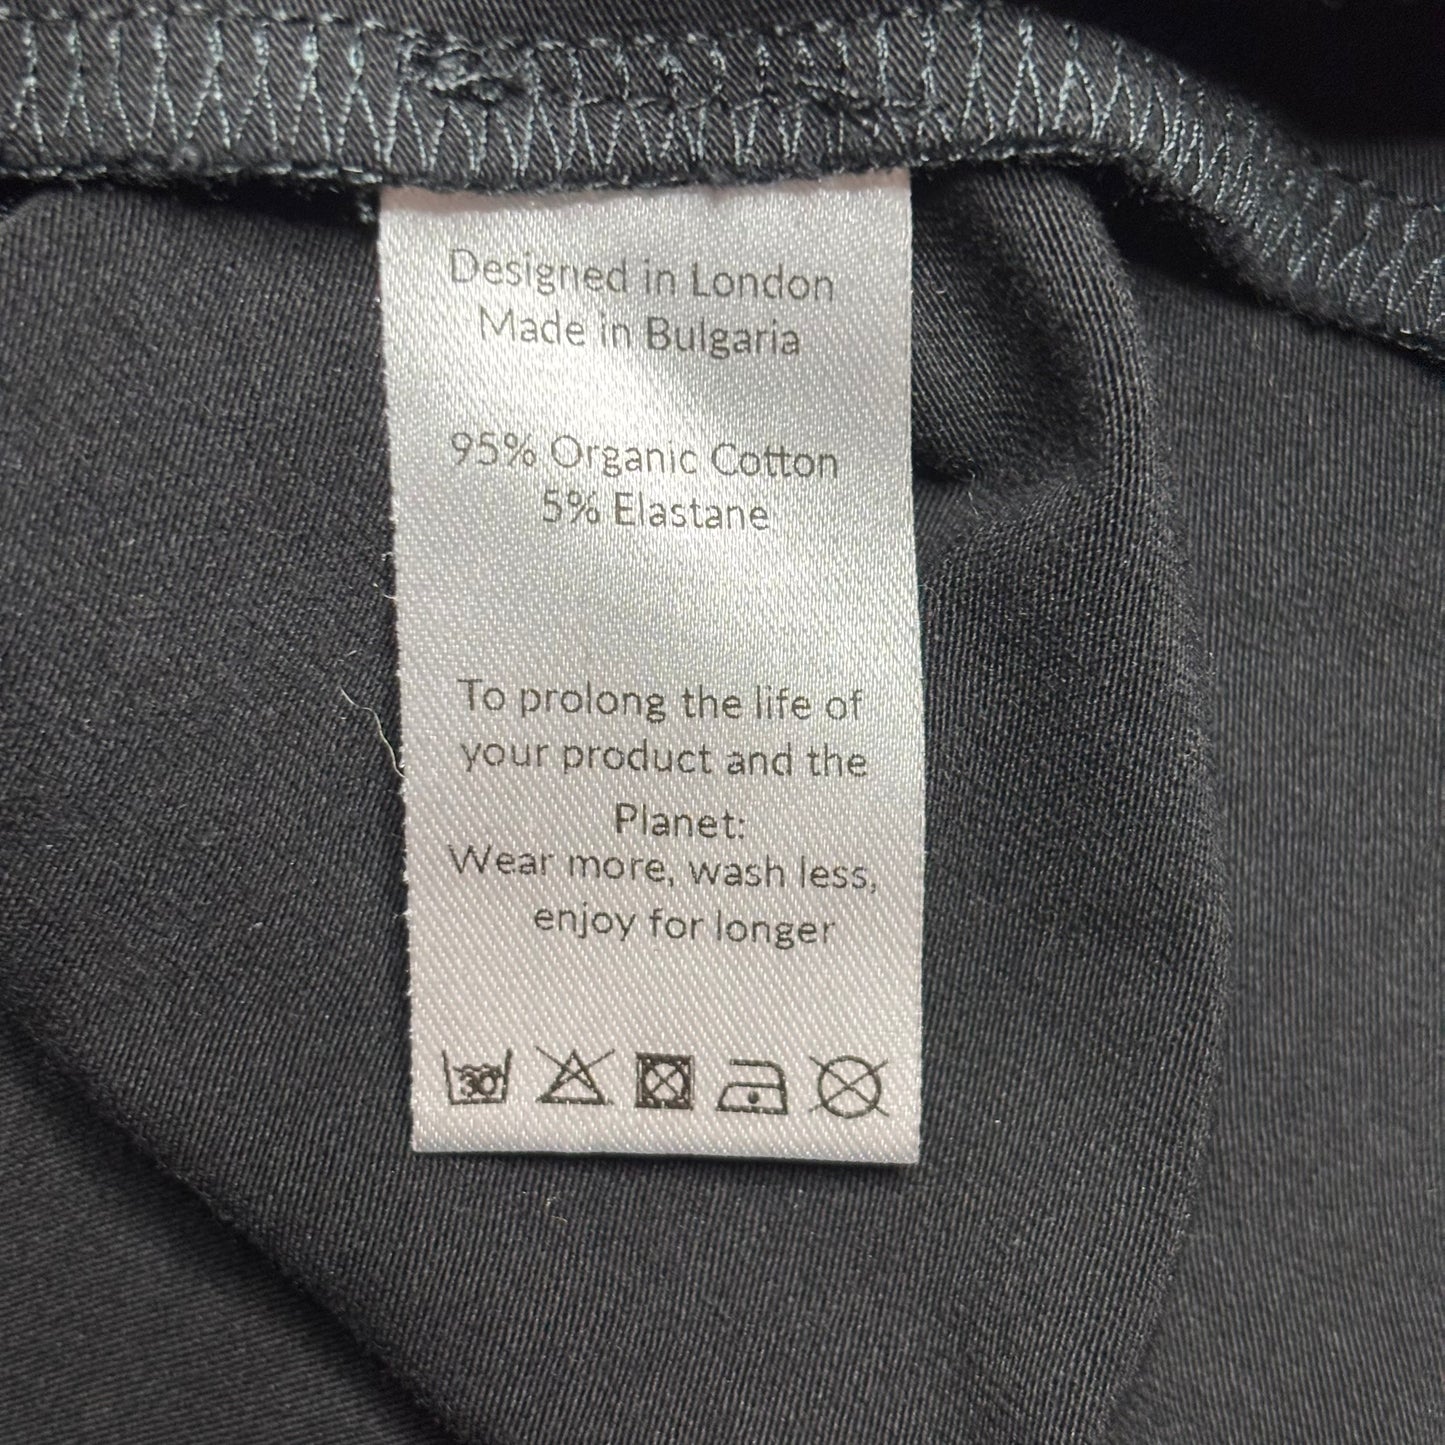 Designed in London
Made in Bulgaria
95% Organic Cotton
5% Elastane
To prolong the life of
your product and the
Planet:
Wear more, wash less,
enjoy for longer
30